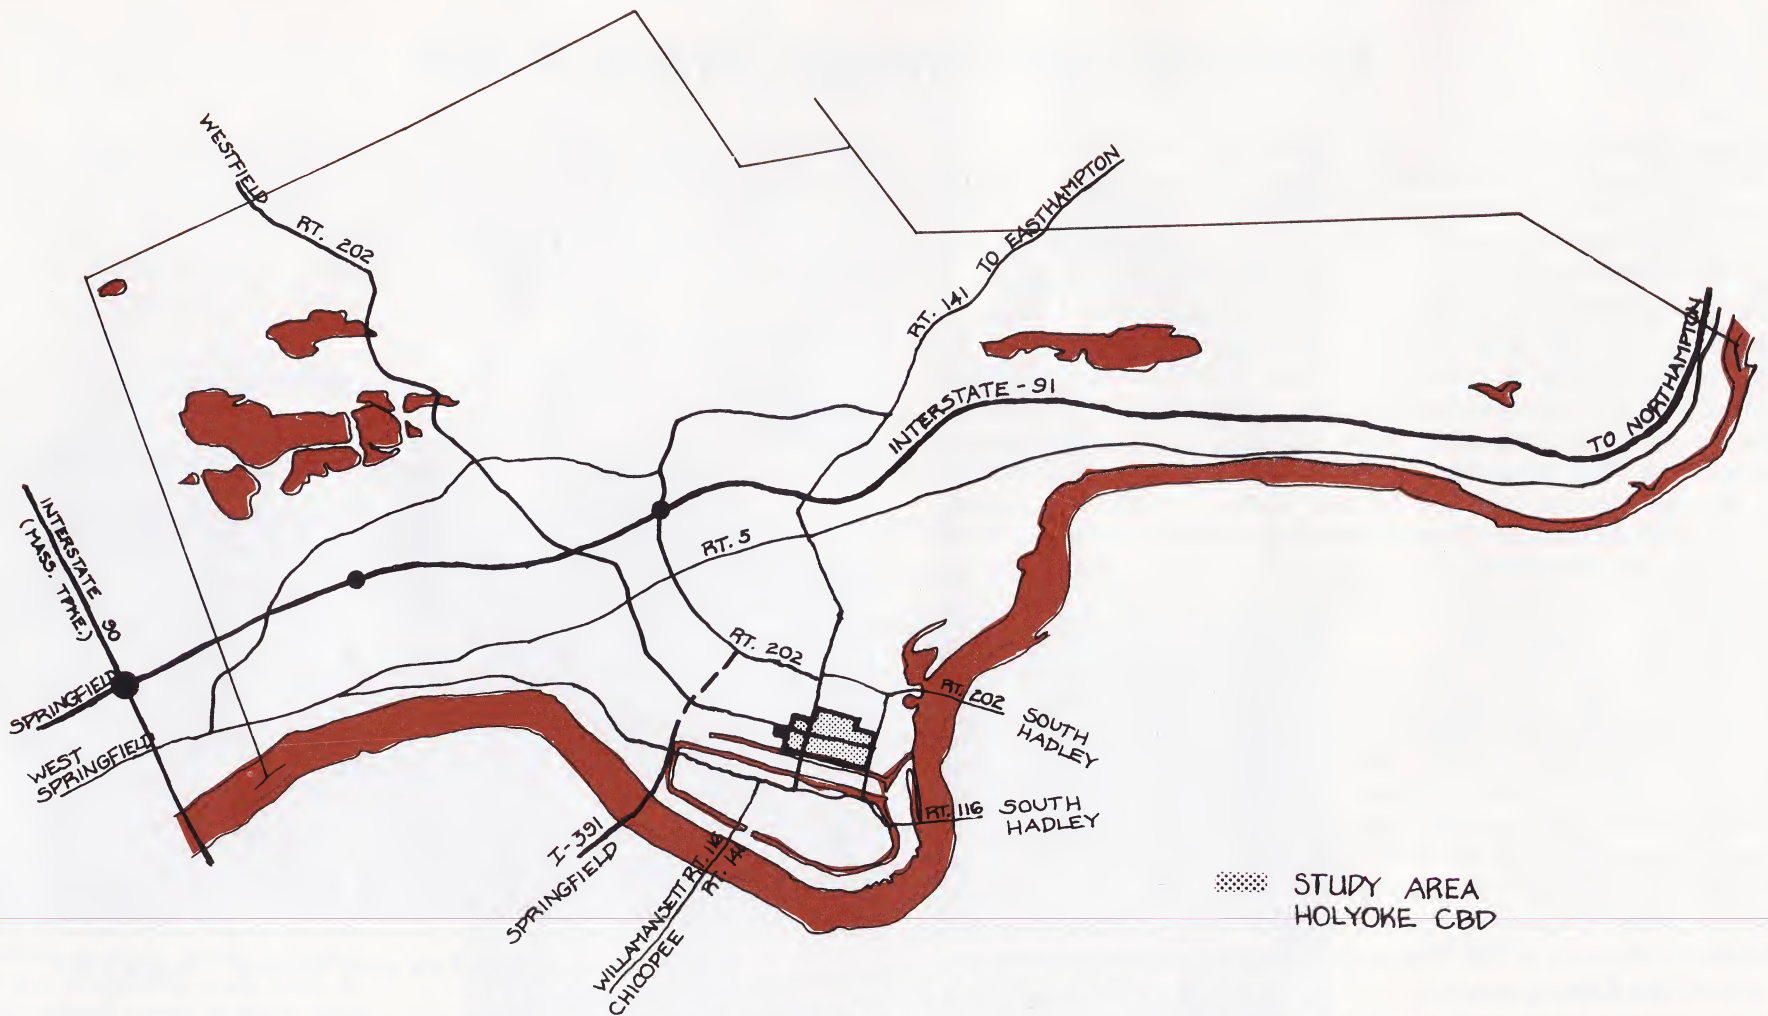 WESTFIELD
RT. 202
TO EASTHAMPTON
RT. 141
INTERSTATE - 91
TO NORTHAMPTON
INTERSTATE 90
(MASS. TPKE.)
RT. 5
RT. 202
SPRINGFIELD
WEST
SPRINGFIELD
RT. 202
SOUTH
HADLEY
RT. 116
SOUTH
HADLEY
I-391
SPRINGFIELD
WILLAMANSETT RT. 116
RT. 141
CHICOPEE
STUDY AREA
HOLYOKE CBD